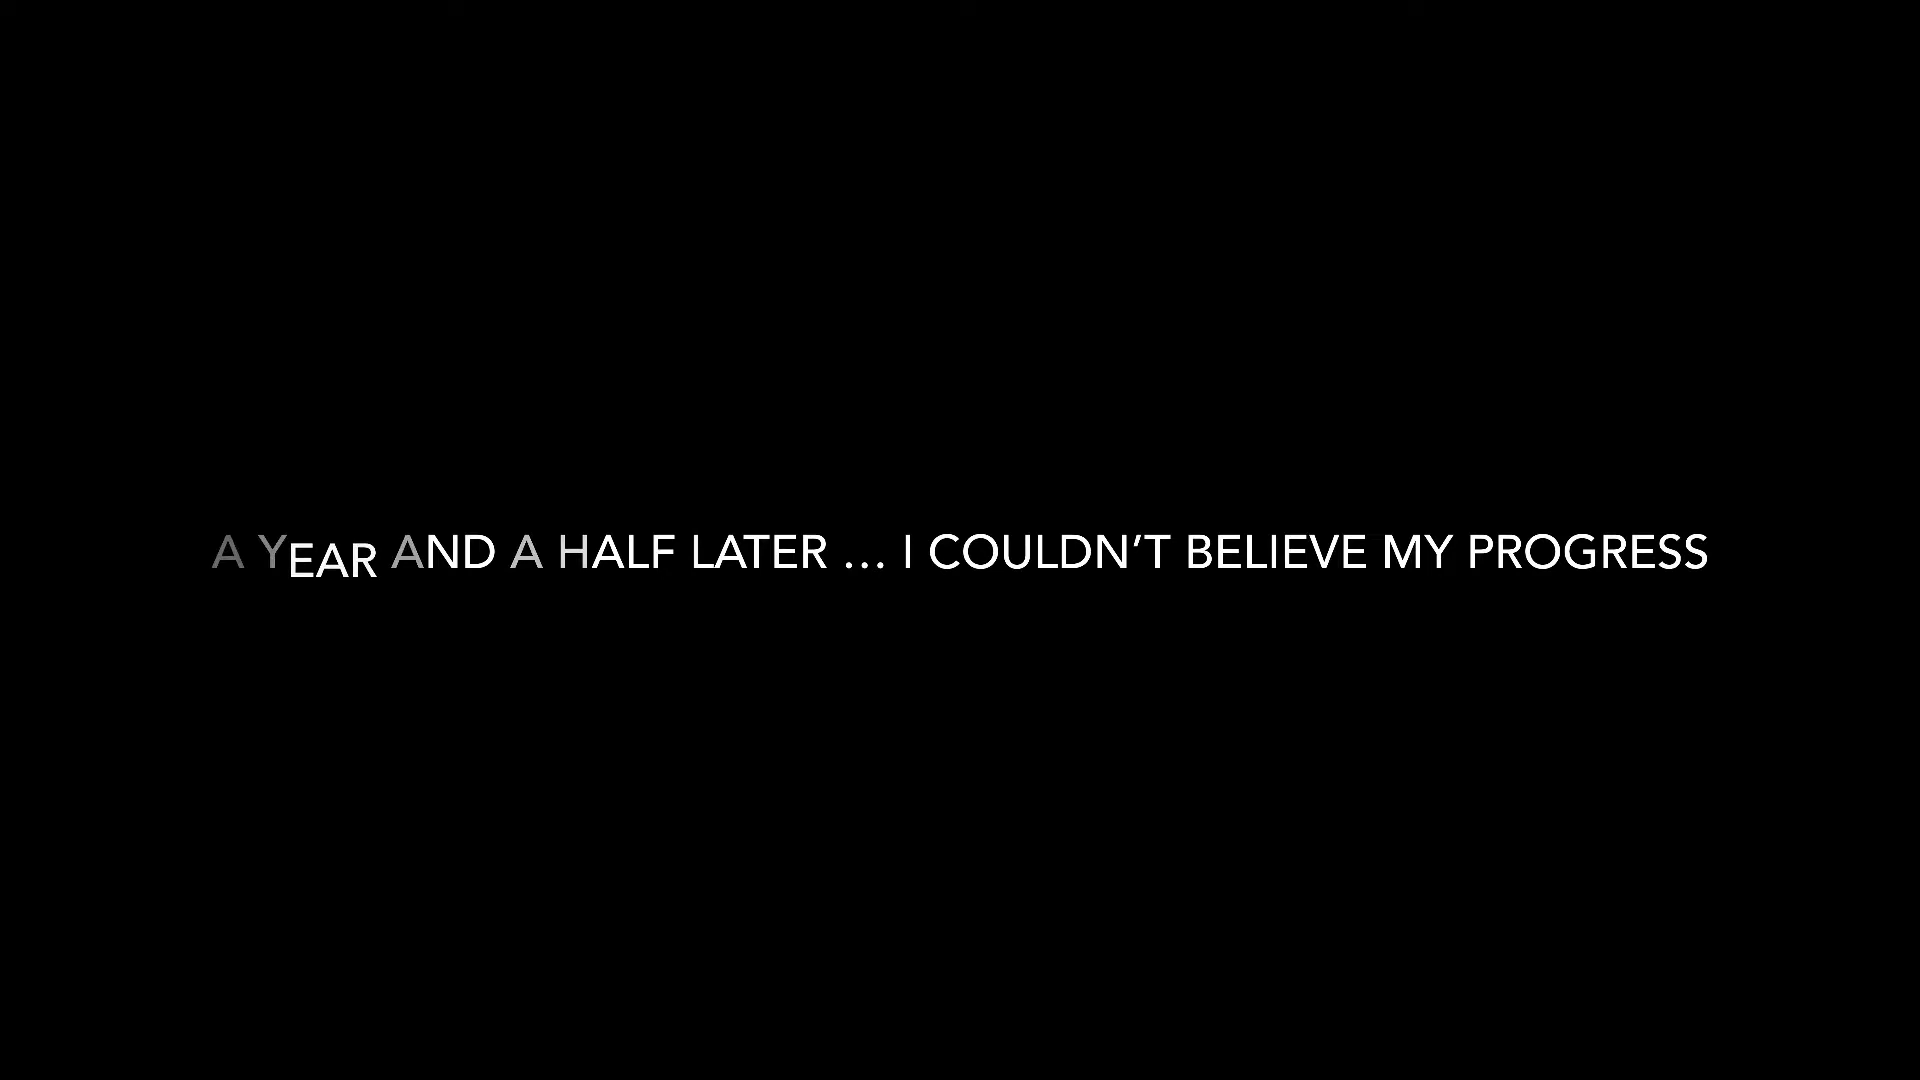 A YEAR AND A HALF LATER … I COULDN’T BELIEVE MY PROGRESS